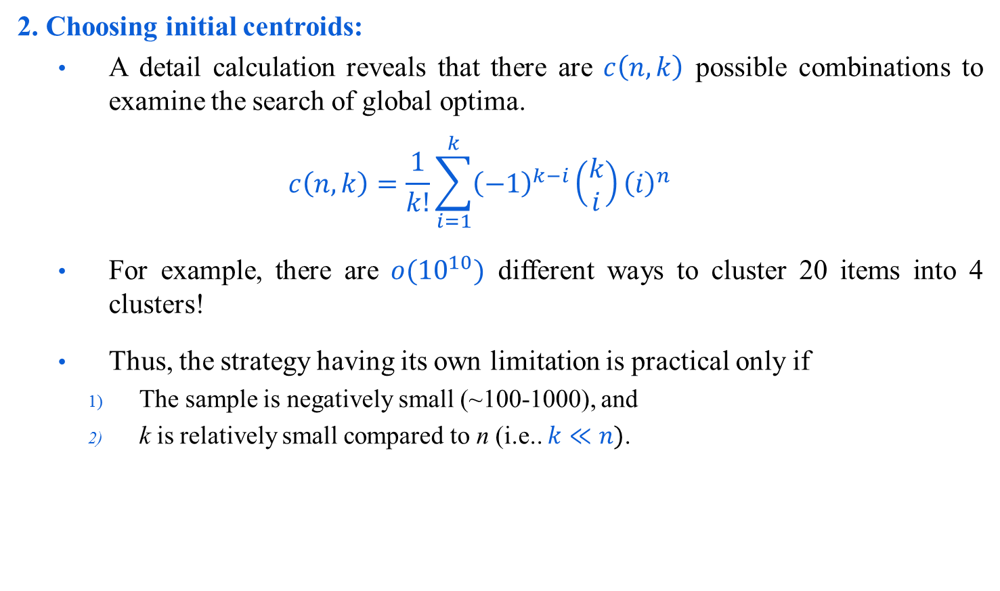 2. Choosing initial centroids:
• A detail calculation reveals that there are c(n, k) possible combinations to
examine the search of global optima.
c(n, k) = \frac{1}{k!} \sum_{i=1}^{k} (-1)^{k-i} \binom{k}{i} (i)^n
• For example, there are o(10^{10}) different ways to cluster 20 items into 4
clusters!
• Thus, the strategy having its own limitation is practical only if
1) The sample is negatively small (~100-1000), and
2) k is relatively small compared to n (i.e.. k ≪ n).